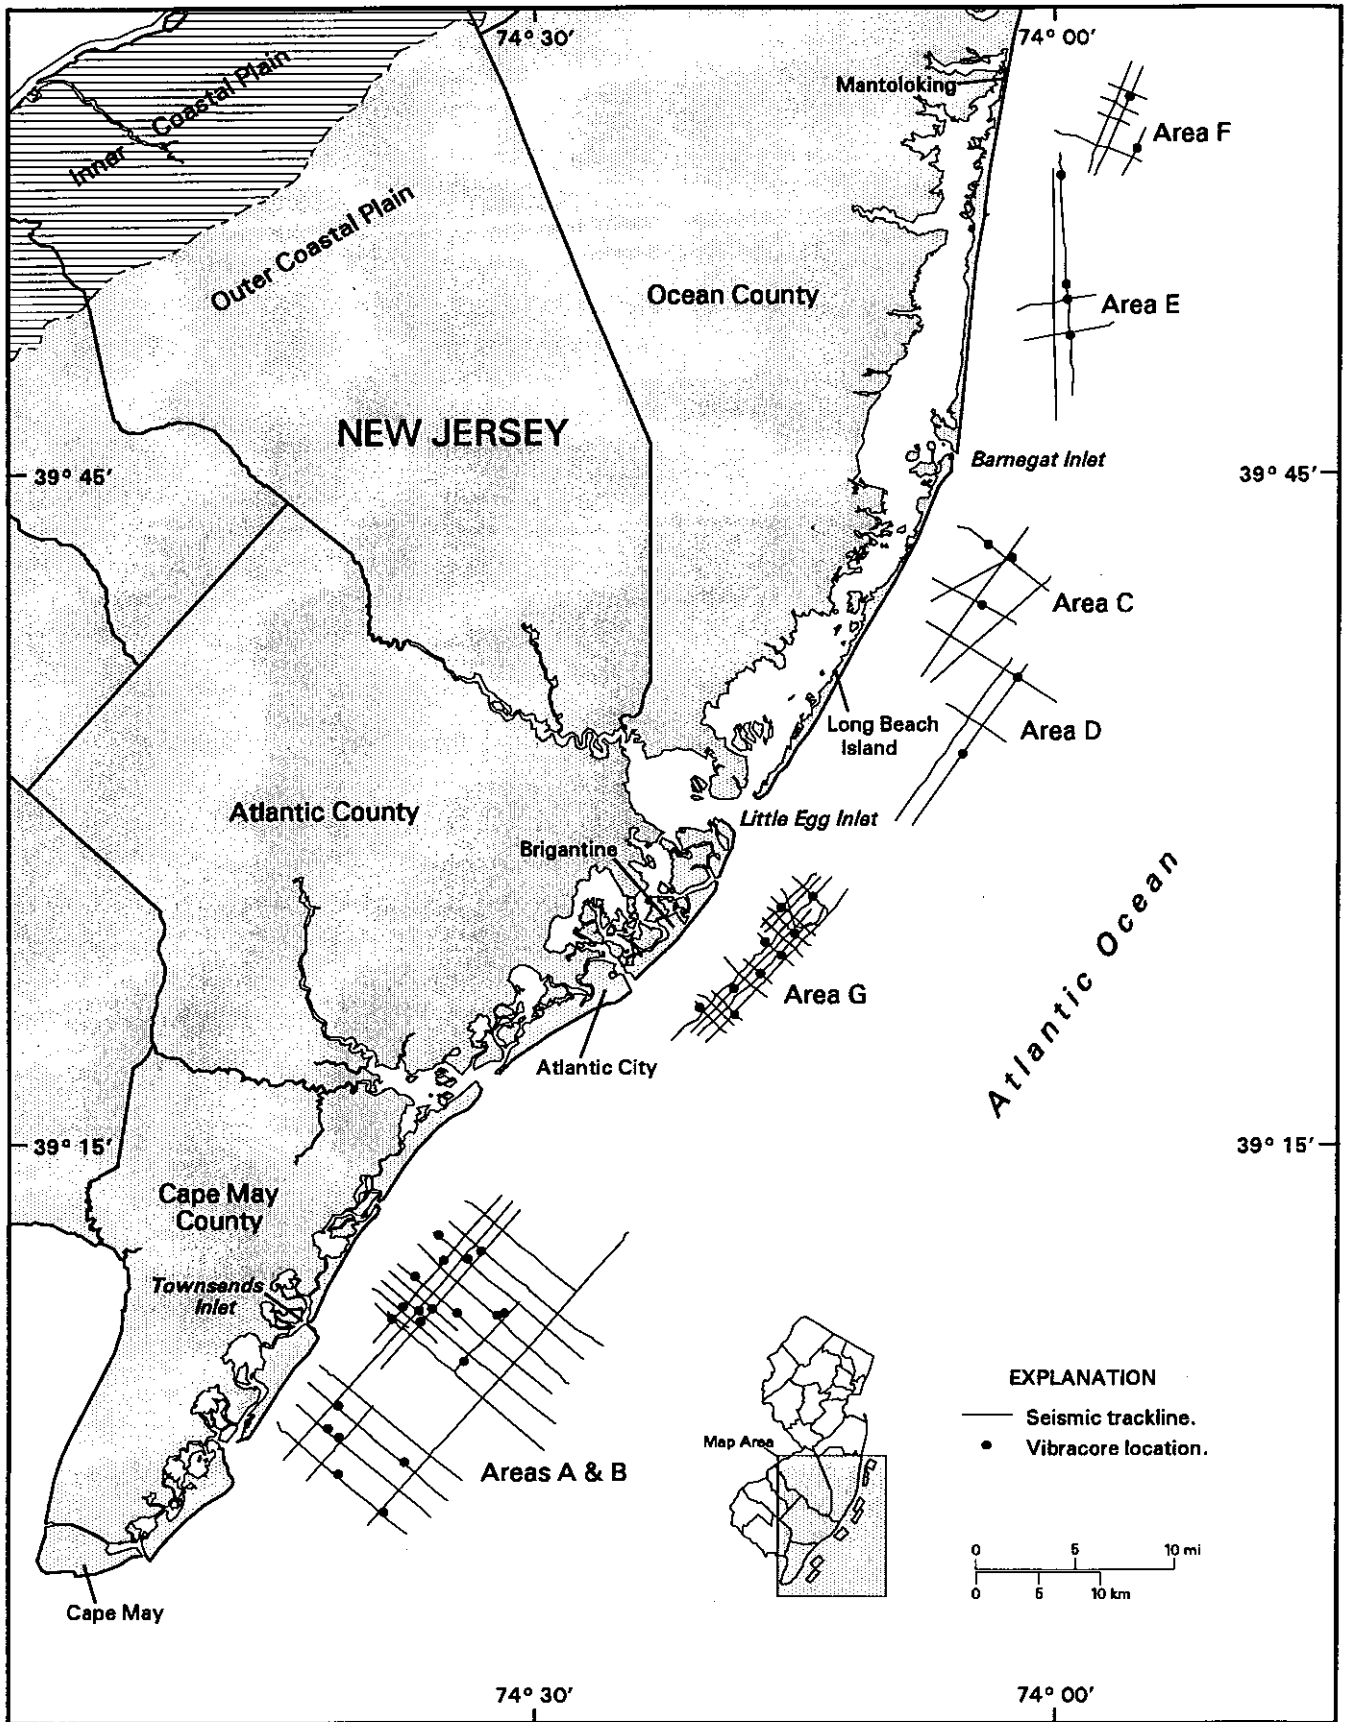 74° 30'
74° 00'
Mantoloking
Area F
Inner Coastal Plain
Outer Coastal Plain
Ocean County
Area E
NEW JERSEY
Barnegat Inlet
39° 45'
39° 45'
Area C
Long Beach
Island
Area D
Atlantic County
Little Egg Inlet
Brigantine
Atlantic Ocean
Area G
Atlantic City
39° 15'
39° 15'
Cape May
County
Townsands
Inlet
EXPLANATION
Seismic trackline.
Map Area
Vibracore location.
Areas A & B
0 5 10 mi
0 5 10 km
Cape May
74° 30'
74° 00'